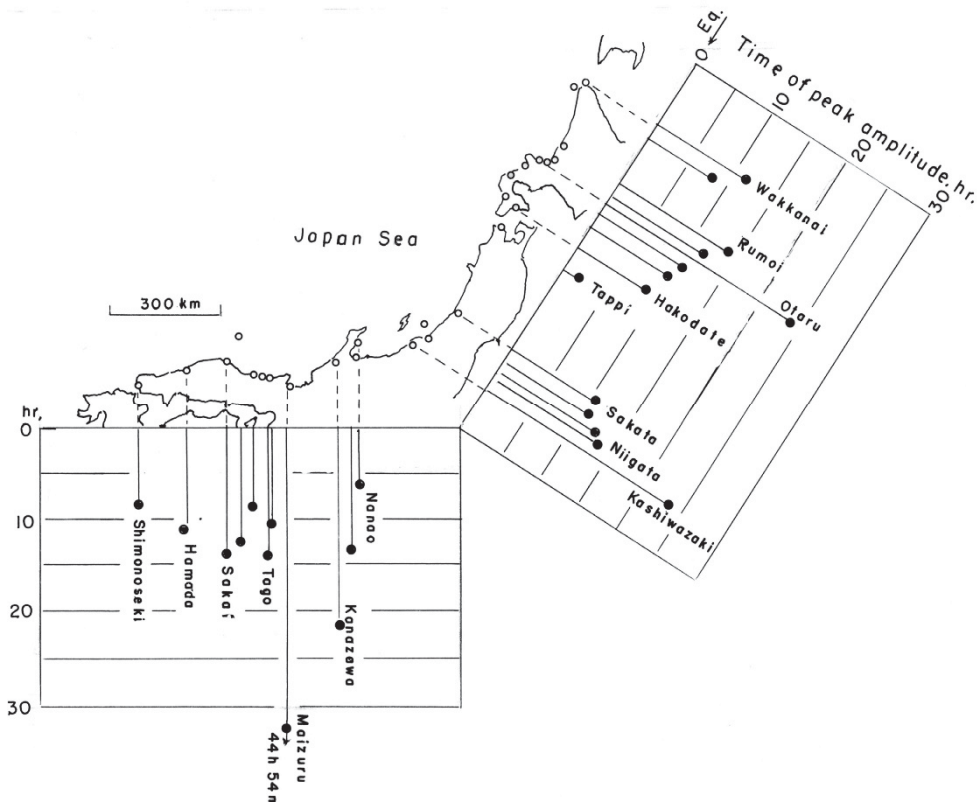 Eq.
Time of peak amplitude, hr.
0
10
20
30
Wakkanai
Rumoi
Otaru
Hakodate
Tappi
Sakata
Niigata
Kashiwazaki
Japan Sea
300 km
hr.
0
10
20
30
Shimonoseki
Hamada
Sakai
Tago
Maizuru
44h 54m
Kanazawa
Nanao